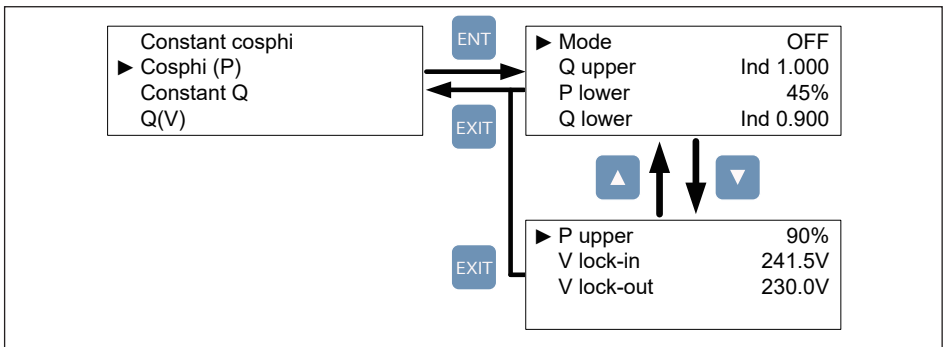 Constant cosphi
► Cosphi (P)
Constant Q
Q(V)
ENT
EXIT
► Mode OFF
Q upper Ind 1.000
P lower 45%
Q lower Ind 0.900
▲
▼
EXIT
► P upper 90%
V lock-in 241.5V
V lock-out 230.0V